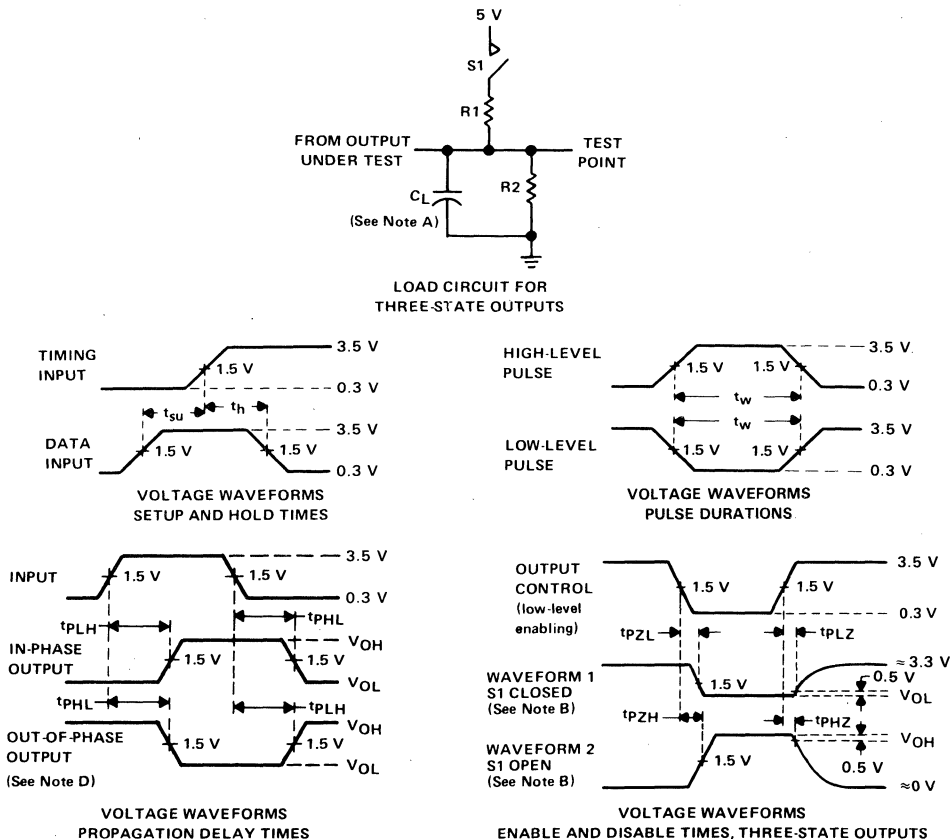 5 V
S1
R1
FROM OUTPUT
UNDER TEST
TEST
POINT
CL
(See Note A)
R2
LOAD CIRCUIT FOR
THREE-STATE OUTPUTS
TIMING
INPUT
3.5 V
1.5 V
0.3 V
tsu
th
DATA
INPUT
3.5 V
1.5 V
1.5 V
0.3 V
VOLTAGE WAVEFORMS
SETUP AND HOLD TIMES
HIGH-LEVEL
PULSE
3.5 V
1.5 V
1.5 V
0.3 V
tw
tw
LOW-LEVEL
PULSE
3.5 V
1.5 V
1.5 V
0.3 V
VOLTAGE WAVEFORMS
PULSE DURATIONS
INPUT
3.5 V
1.5 V
1.5 V
0.3 V
tPLH
tPHL
IN-PHASE
OUTPUT
VOH
1.5 V
1.5 V
VOL
tPHL
tPLH
OUT-OF-PHASE
OUTPUT
(See Note D)
VOH
1.5 V
1.5 V
VOL
VOLTAGE WAVEFORMS
PROPAGATION DELAY TIMES
OUTPUT
CONTROL
(low-level
enabling)
3.5 V
1.5 V
1.5 V
0.3 V
tPZL
tPLZ
WAVEFORM 1
S1 CLOSED
(See Note B)
≈3.3 V
0.5 V
1.5 V
VOL
tPZH
tPHZ
WAVEFORM 2
S1 OPEN
(See Note B)
VOH
1.5 V
0.5 V
≈0 V
VOLTAGE WAVEFORMS
ENABLE AND DISABLE TIMES, THREE-STATE OUTPUTS